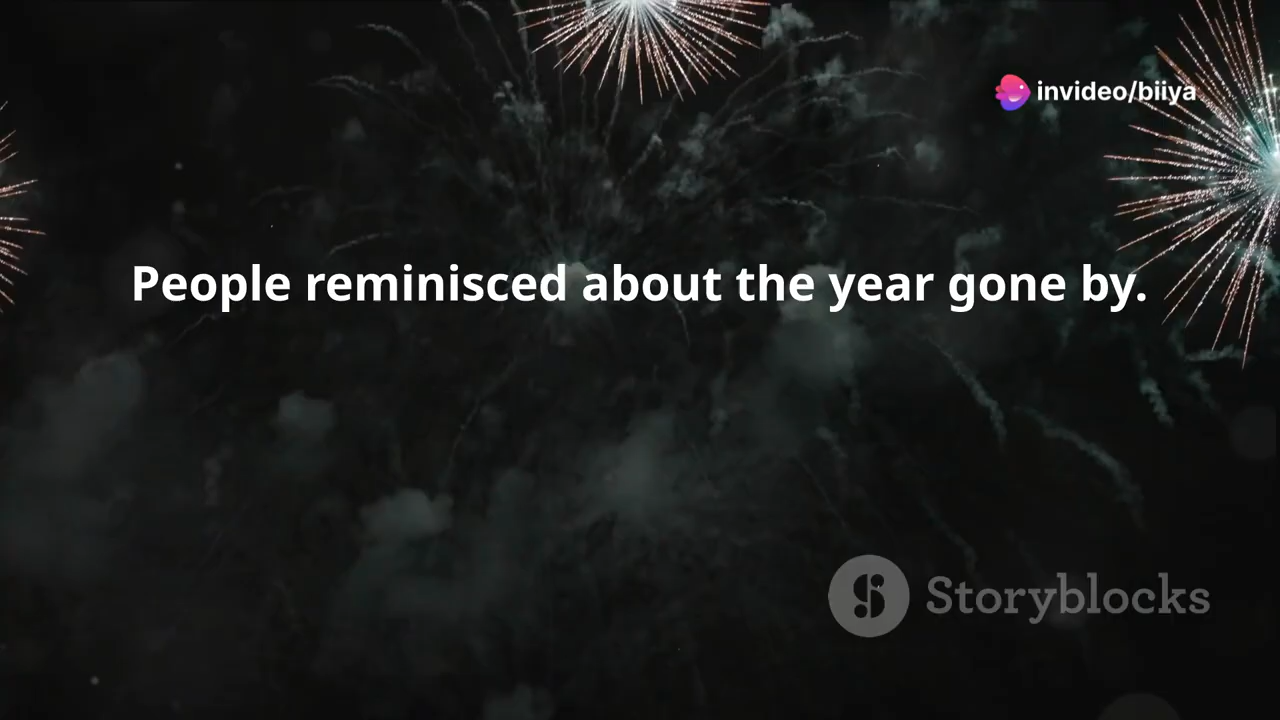 invideo/biiya
People reminisced about the year gone by.
Storyblocks